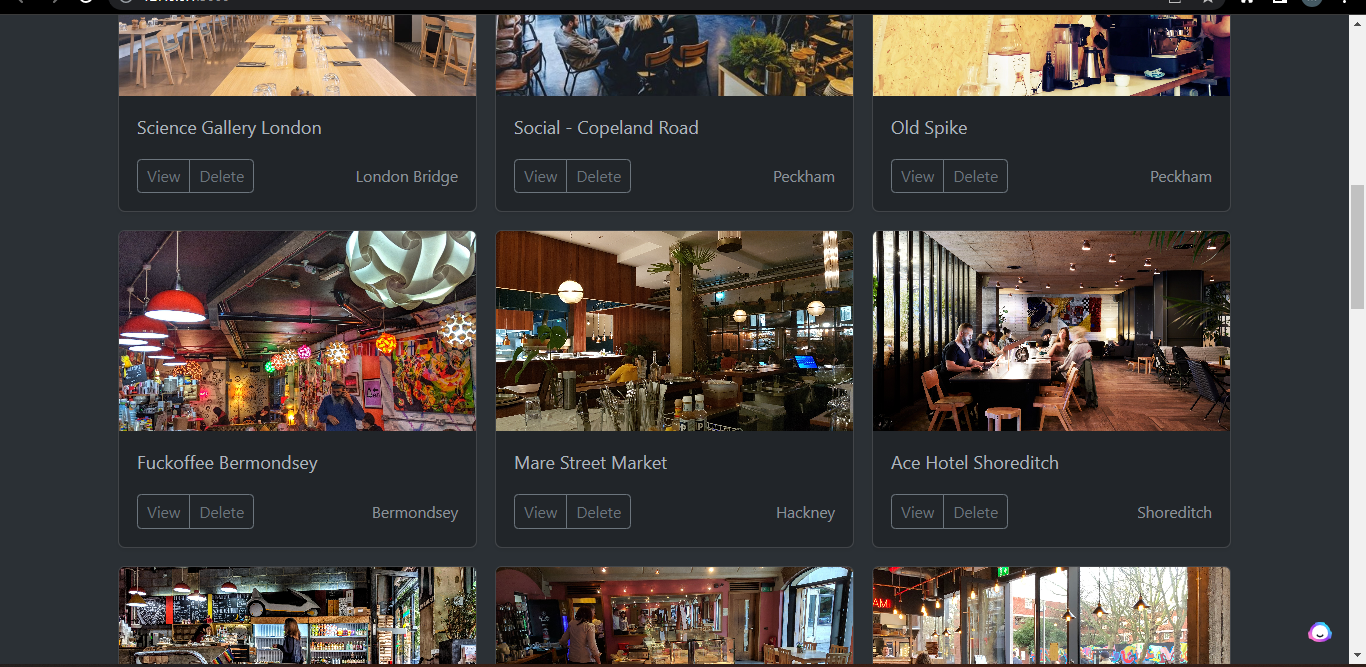 Science Gallery London
Social - Copeland Road
Old Spike
View Delete London Bridge
View Delete Peckham
View Delete Peckham
Fuckoffee Bermondsey
Mare Street Market
Ace Hotel Shoreditch
View Delete Bermondsey
View Delete Hackney
View Delete Shoreditch